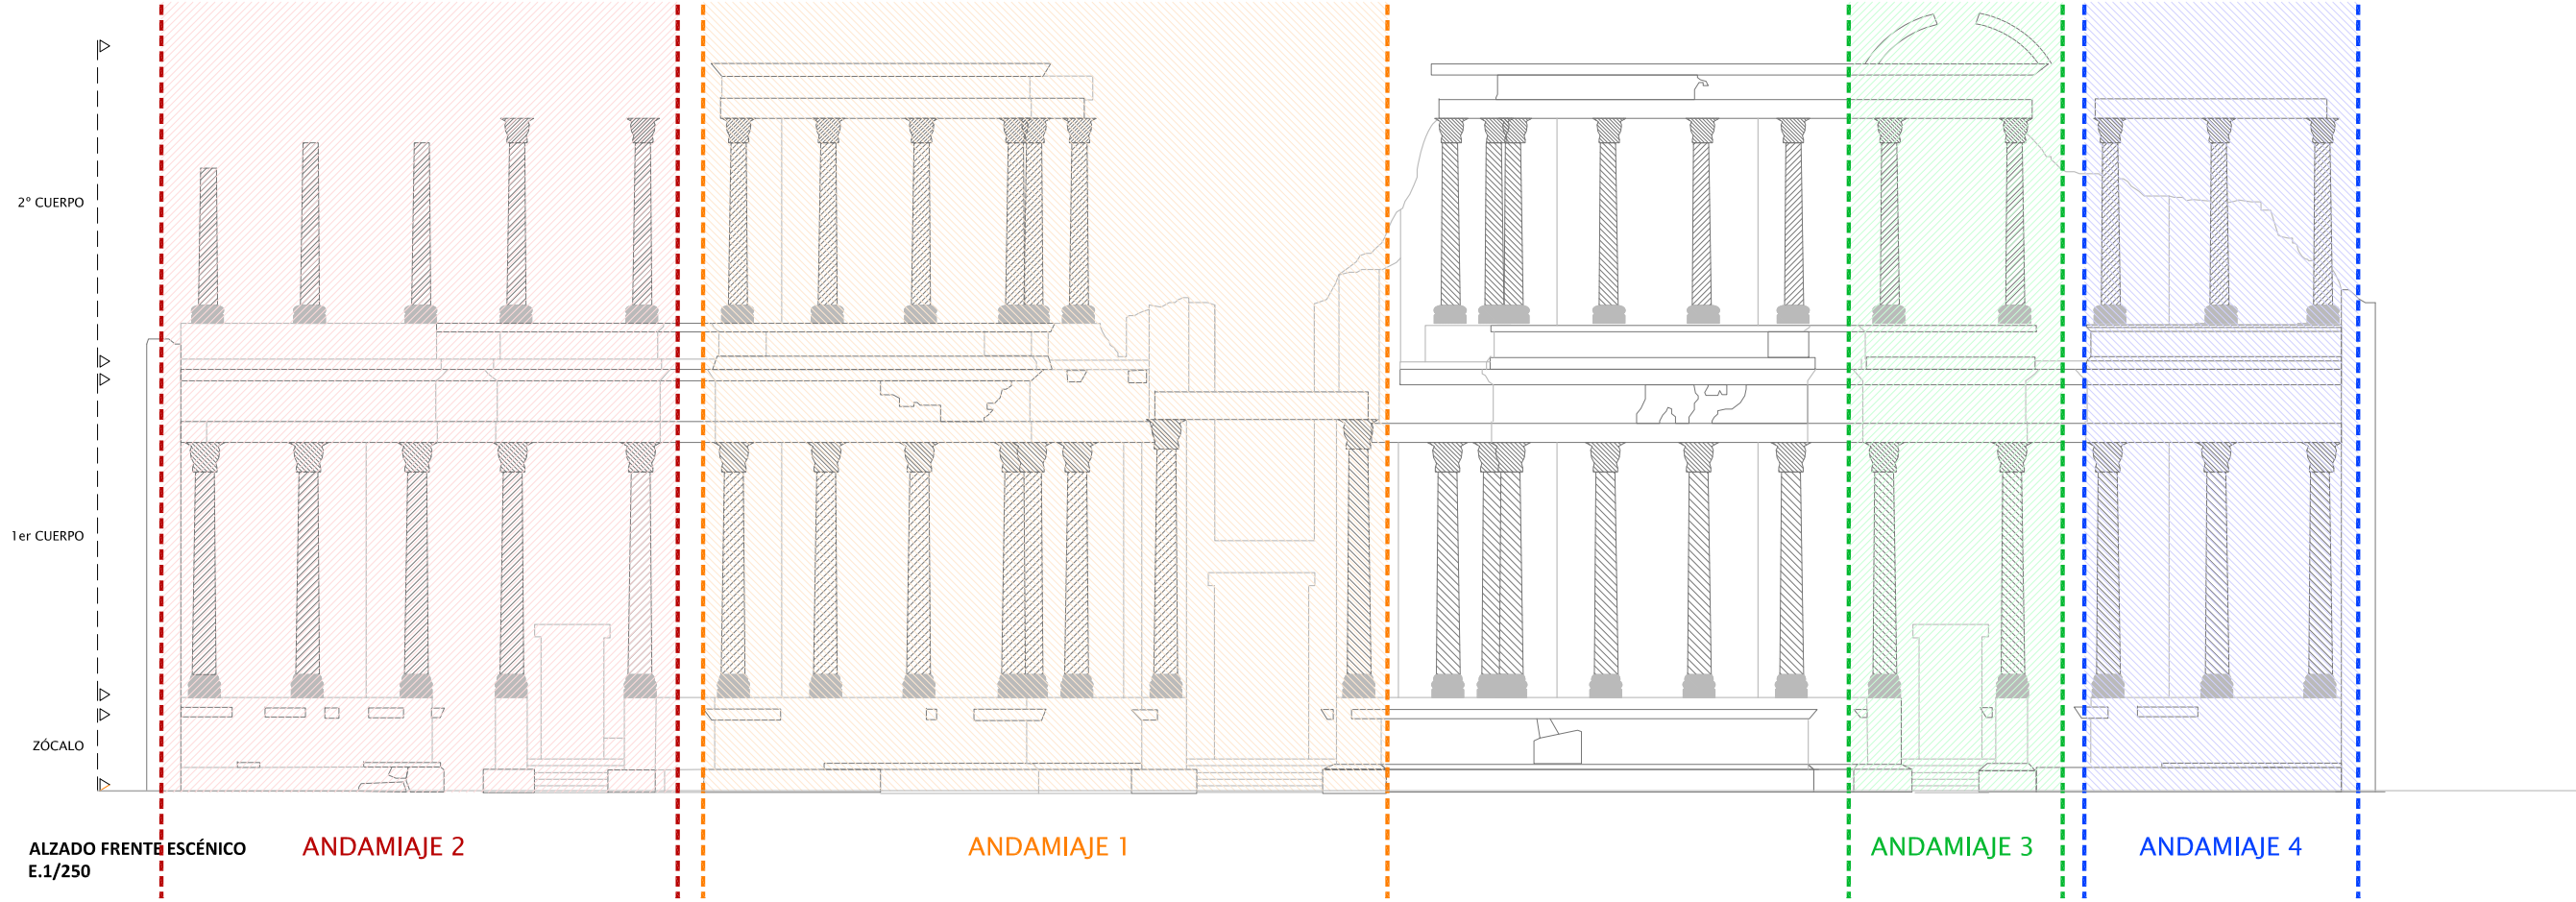 2º CUERPO
1er CUERPO
ZÓCALO
ALZADO FRENTE ESCÉNICO
E.1/250
ANDAMIAJE 2
ANDAMIAJE 1
ANDAMIAJE 3
ANDAMIAJE 4